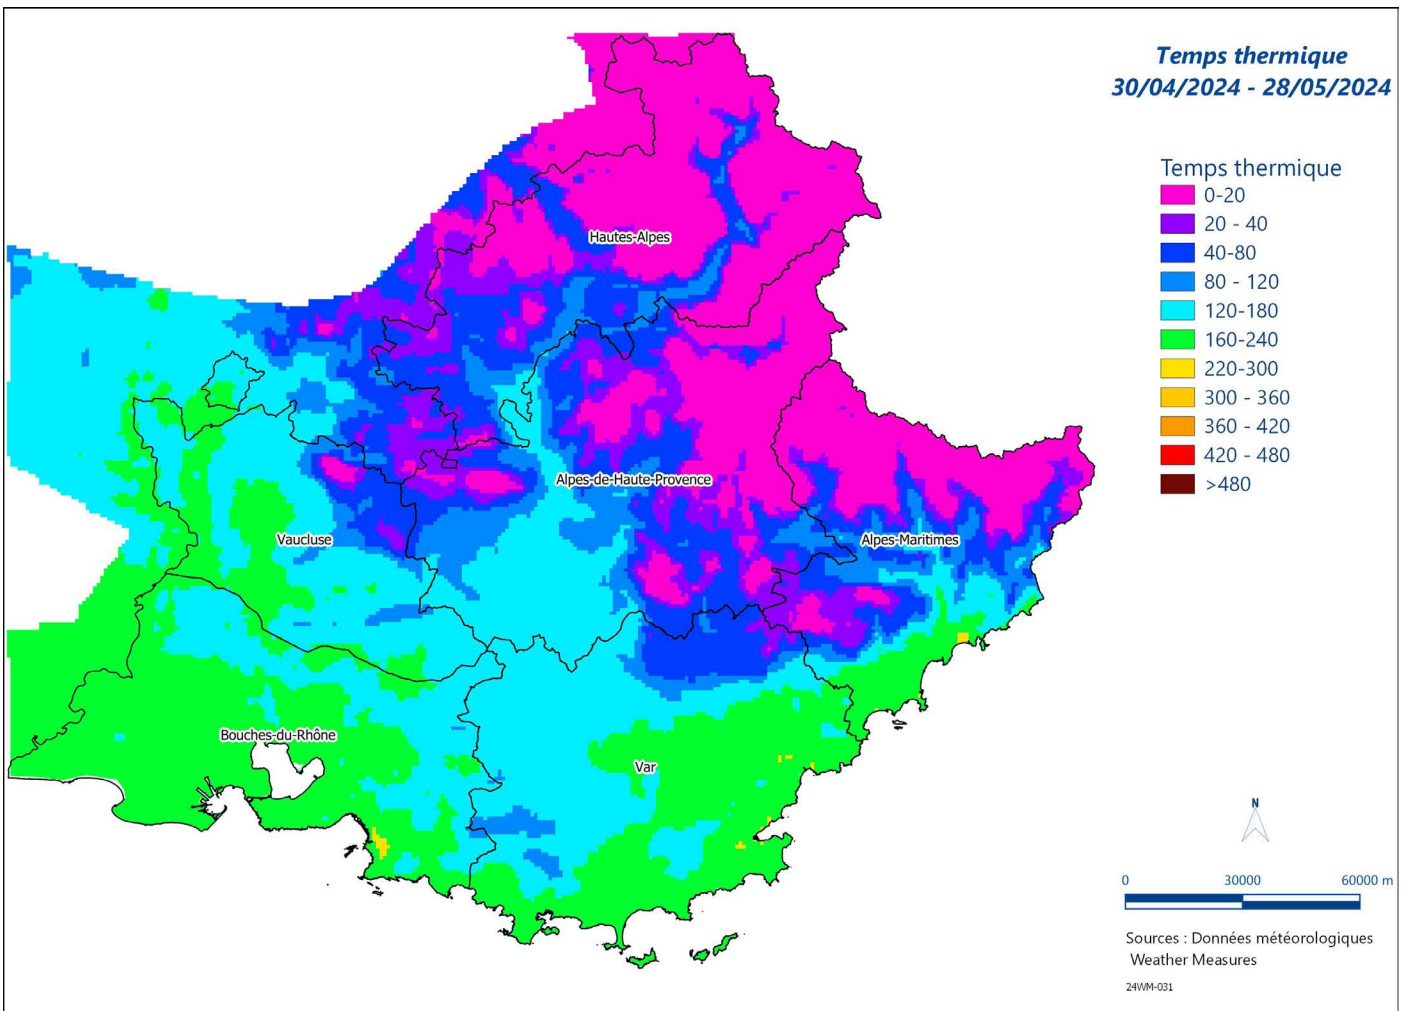 Temps thermique
30/04/2024 - 28/05/2024
Temps thermique
0-20
20 - 40
40-80
80 - 120
120-180
160-240
220-300
300 - 360
360 - 420
420 - 480
>480
Hautes-Alpes
Alpes-de-Haute-Provence
Vaucluse
Alpes-Maritimes
Bouches-du-Rhône
Var
N
0 30000 60000 m
Sources : Données météorologiques
Weather Measures
24WM-031